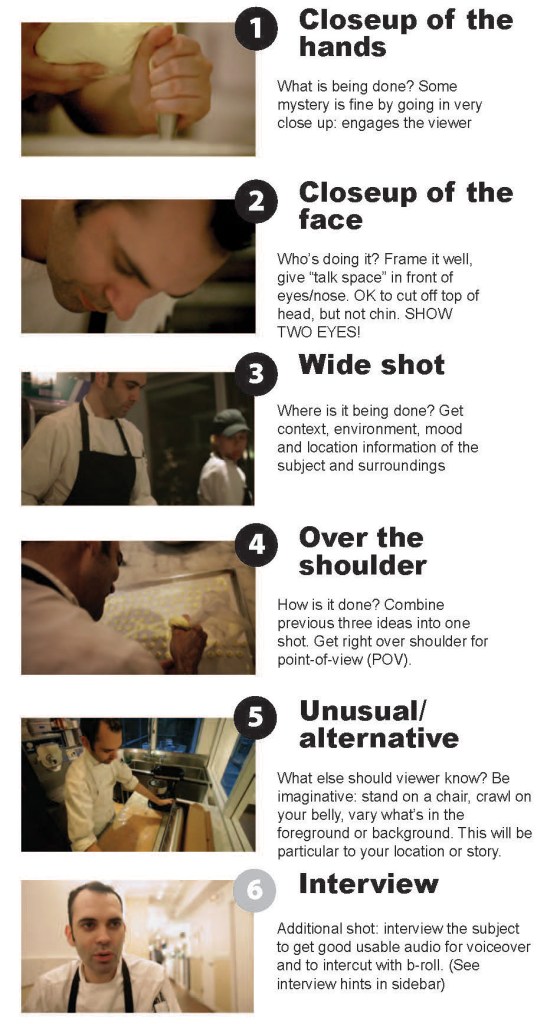 1
Closeup of the
hands
What is being done? Some
mystery is fine by going in very
close up: engages the viewer
2
Closeup of the
face
Who's doing it? Frame it well,
give “talk space” in front of
eyes/nose. OK to cut off top of
head, but not chin. SHOW
TWO EYES!
3
Wide shot
Where is it being done? Get
context, environment, mood
and location information of the
subject and surroundings
4
Over the
shoulder
How is it done? Combine
previous three ideas into one
shot. Get right over shoulder for
point-of-view (POV).
5
Unusual/
alternative
What else should viewer know? Be
imaginative: stand on a chair, crawl on
your belly, vary what's in the
foreground or background. This will be
particular to your location or story.
6
Interview
Additional shot: interview the subject
to get good usable audio for voiceover
and to intercut with b-roll. (See
interview hints in sidebar)